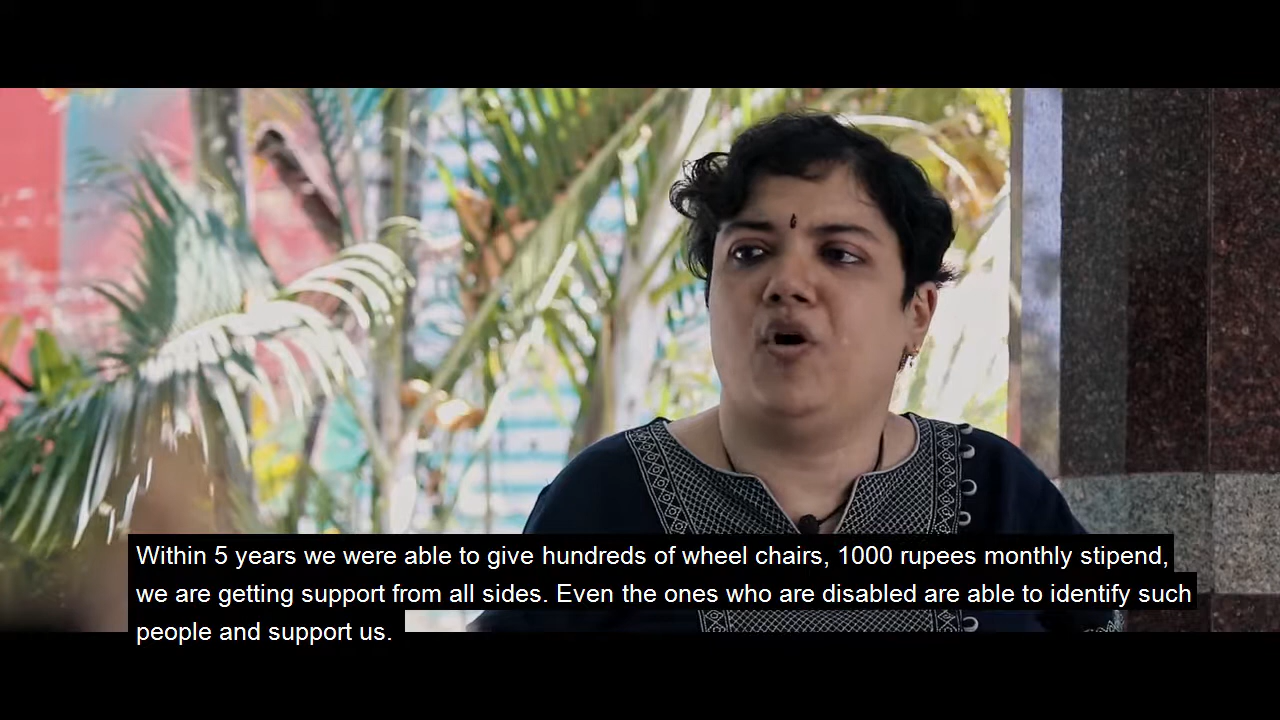 Within 5 years we were able to give hundreds of wheel chairs, 1000 rupees monthly stipend,
we are getting support from all sides. Even the ones who are disabled are able to identify such
people and support us.